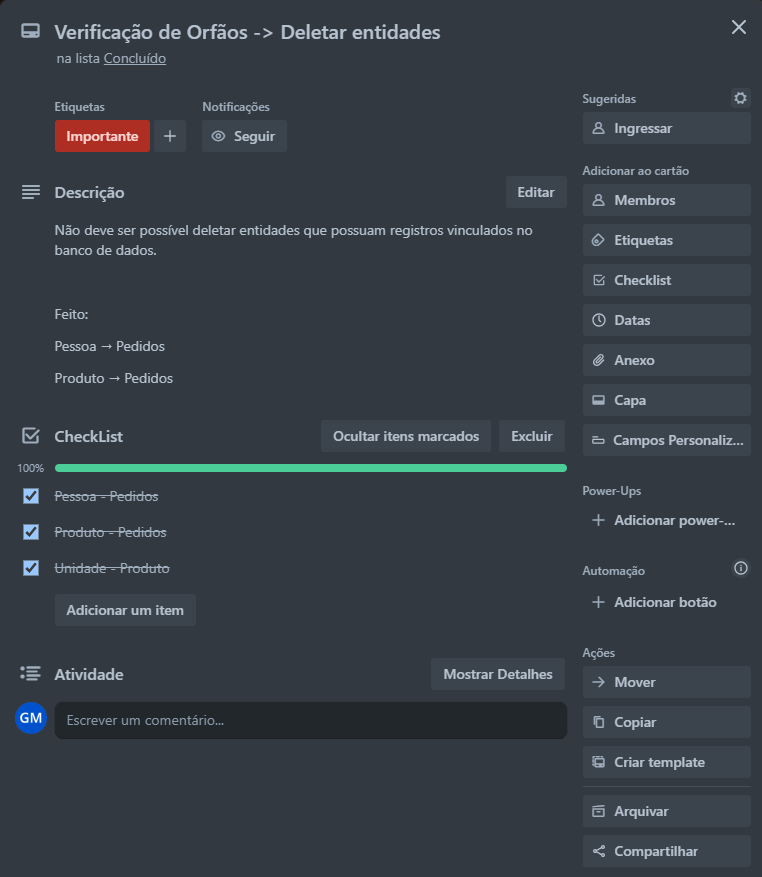 Verificação de Orfãos -> Deletar entidades
na lista Concluído
Etiquetas
Importante
Notificações
Seguir
Descrição
Editar
Não deve ser possível deletar entidades que possuam registros vinculados no
banco de dados.
Feito:
Pessoa → Pedidos
Produto → Pedidos
CheckList
Ocultar itens marcados
Excluir
100%
Pessoa - Pedidos
Produto - Pedidos
Unidade - Produto
Adicionar um item
Atividade
Mostrar Detalhes
GM
Escrever um comentário...
Sugeridas
Ingressar
Adicionar ao cartão
Membros
Etiquetas
Checklist
Datas
Anexo
Capa
Campos Personaliz...
Power-Ups
Adicionar power-...
Automação
Adicionar botão
Ações
Mover
Copiar
Criar template
Arquivar
Compartilhar